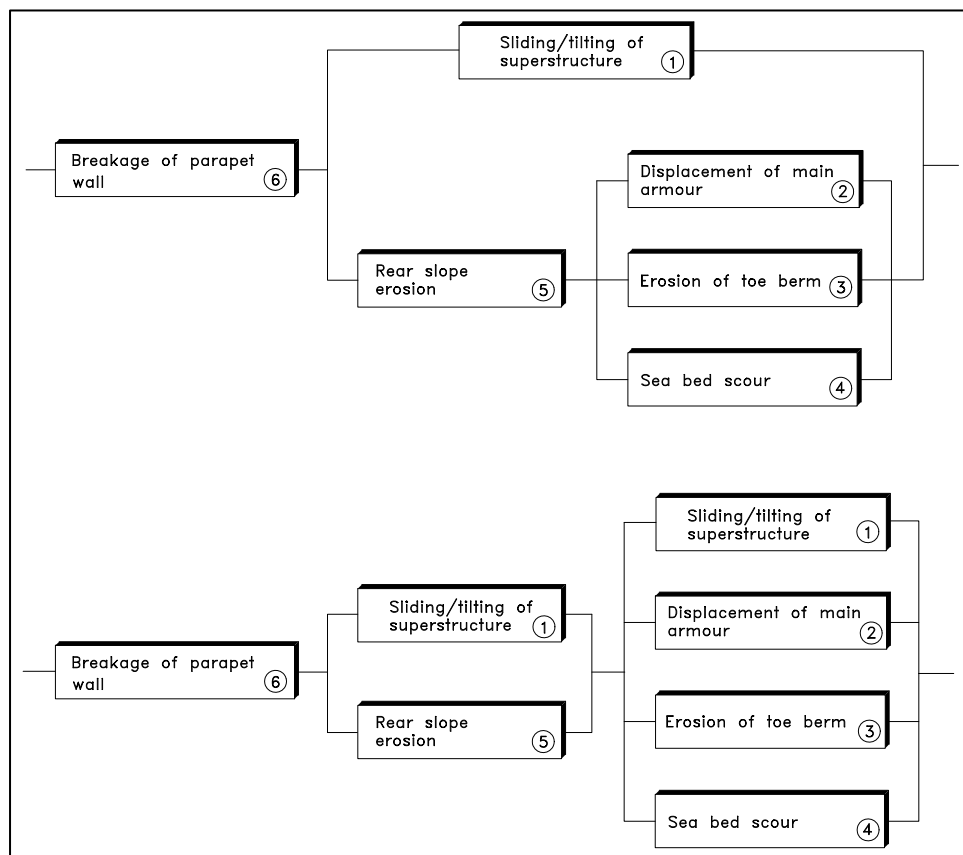 Sliding/tilting of
superstructure ①
Breakage of parapet
wall ⑥
Displacement of main
armour ②
Rear slope
erosion ⑤
Erosion of toe berm ③
Sea bed scour ④
Sliding/tilting of
superstructure ①
Sliding/tilting of
superstructure ①
Displacement of main
armour ②
Breakage of parapet
wall ⑥
Rear slope
erosion ⑤
Erosion of toe berm ③
Sea bed scour ④